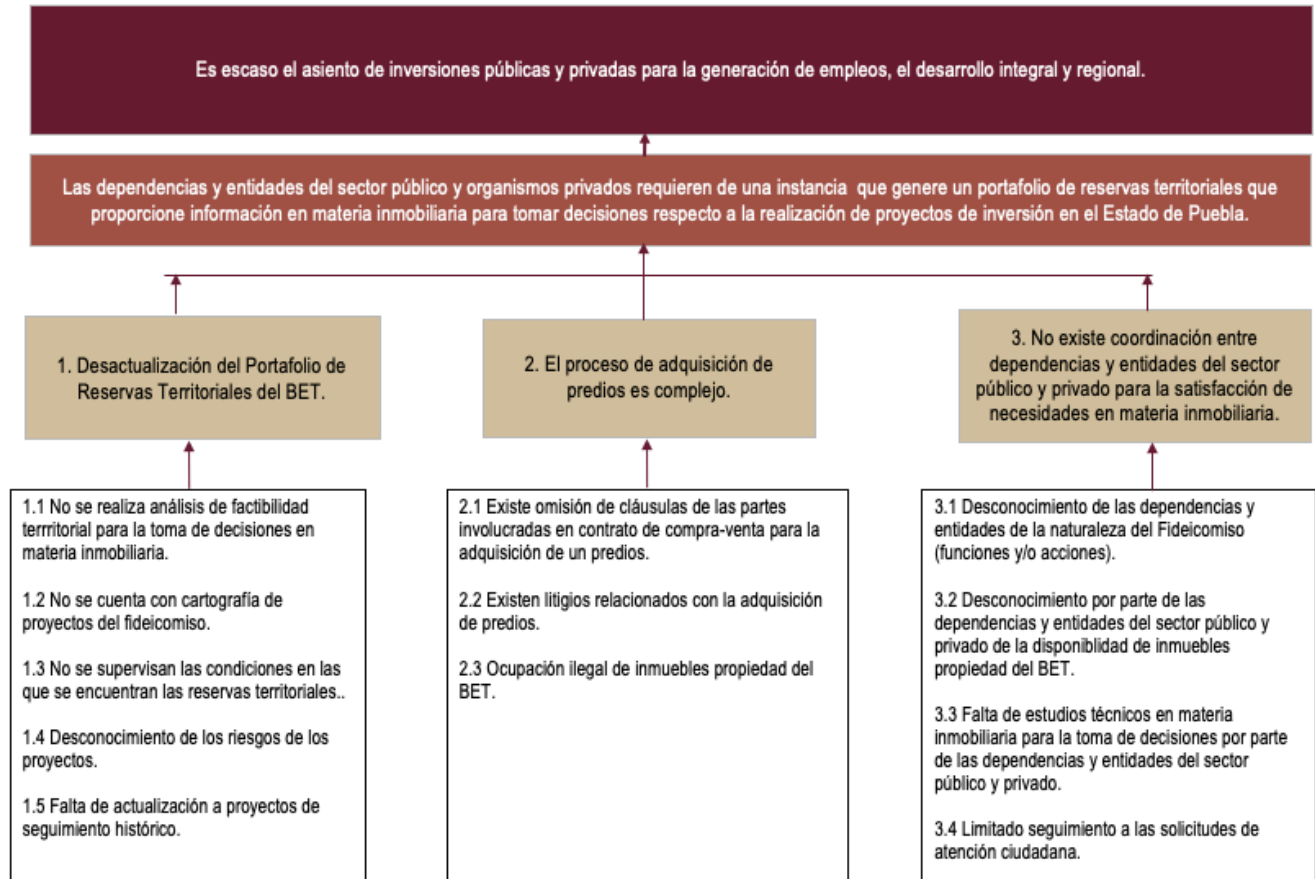 Es escaso el asiento de inversiones públicas y privadas para la generación de empleos, el desarrollo integral y regional.
Las dependencias y entidades del sector público y organismos privados requieren de una instancia que genere un portafolio de reservas territoriales que
proporcione información en materia inmobiliaria para tomar decisiones respecto a la realización de proyectos de inversión en el Estado de Puebla.
1. Desactualización del Portafolio de
Reservas Territoriales del BET.
2. El proceso de adquisición de
predios es complejo.
3. No existe coordinación entre
dependencias y entidades del sector
público y privado para la satisfacción de
necesidades en materia inmobiliaria.
1.1 No se realiza análisis de factibilidad
terrritorial para la toma de decisiones en
materia inmobiliaria.
1.2 No se cuenta con cartografía de
proyectos del fideicomiso.
1.3 No se supervisan las condiciones en las
que se encuentran las reservas territoriales..
1.4 Desconocimiento de los riesgos de los
proyectos.
1.5 Falta de actualización a proyectos de
seguimiento histórico.
2.1 Existe omisión de cláusulas de las partes
involucradas en contrato de compra-venta para la
adquisición de un predios.
2.2 Existen litigios relacionados con la adquisición
de predios.
2.3 Ocupación ilegal de inmuebles propiedad del
BET.
3.1 Desconocimiento de las dependencias y
entidades de la naturaleza del Fideicomiso
(funciones y/o acciones).
3.2 Desconocimiento por parte de las
dependencias y entidades del sector público y
privado de la disponiblidad de inmuebles
propiedad del BET.
3.3 Falta de estudios técnicos en materia
inmobiliaria para la toma de decisiones por parte
de las dependencias y entidades del sector
público y privado.
3.4 Limitado seguimiento a las solicitudes de
atención ciudadana.